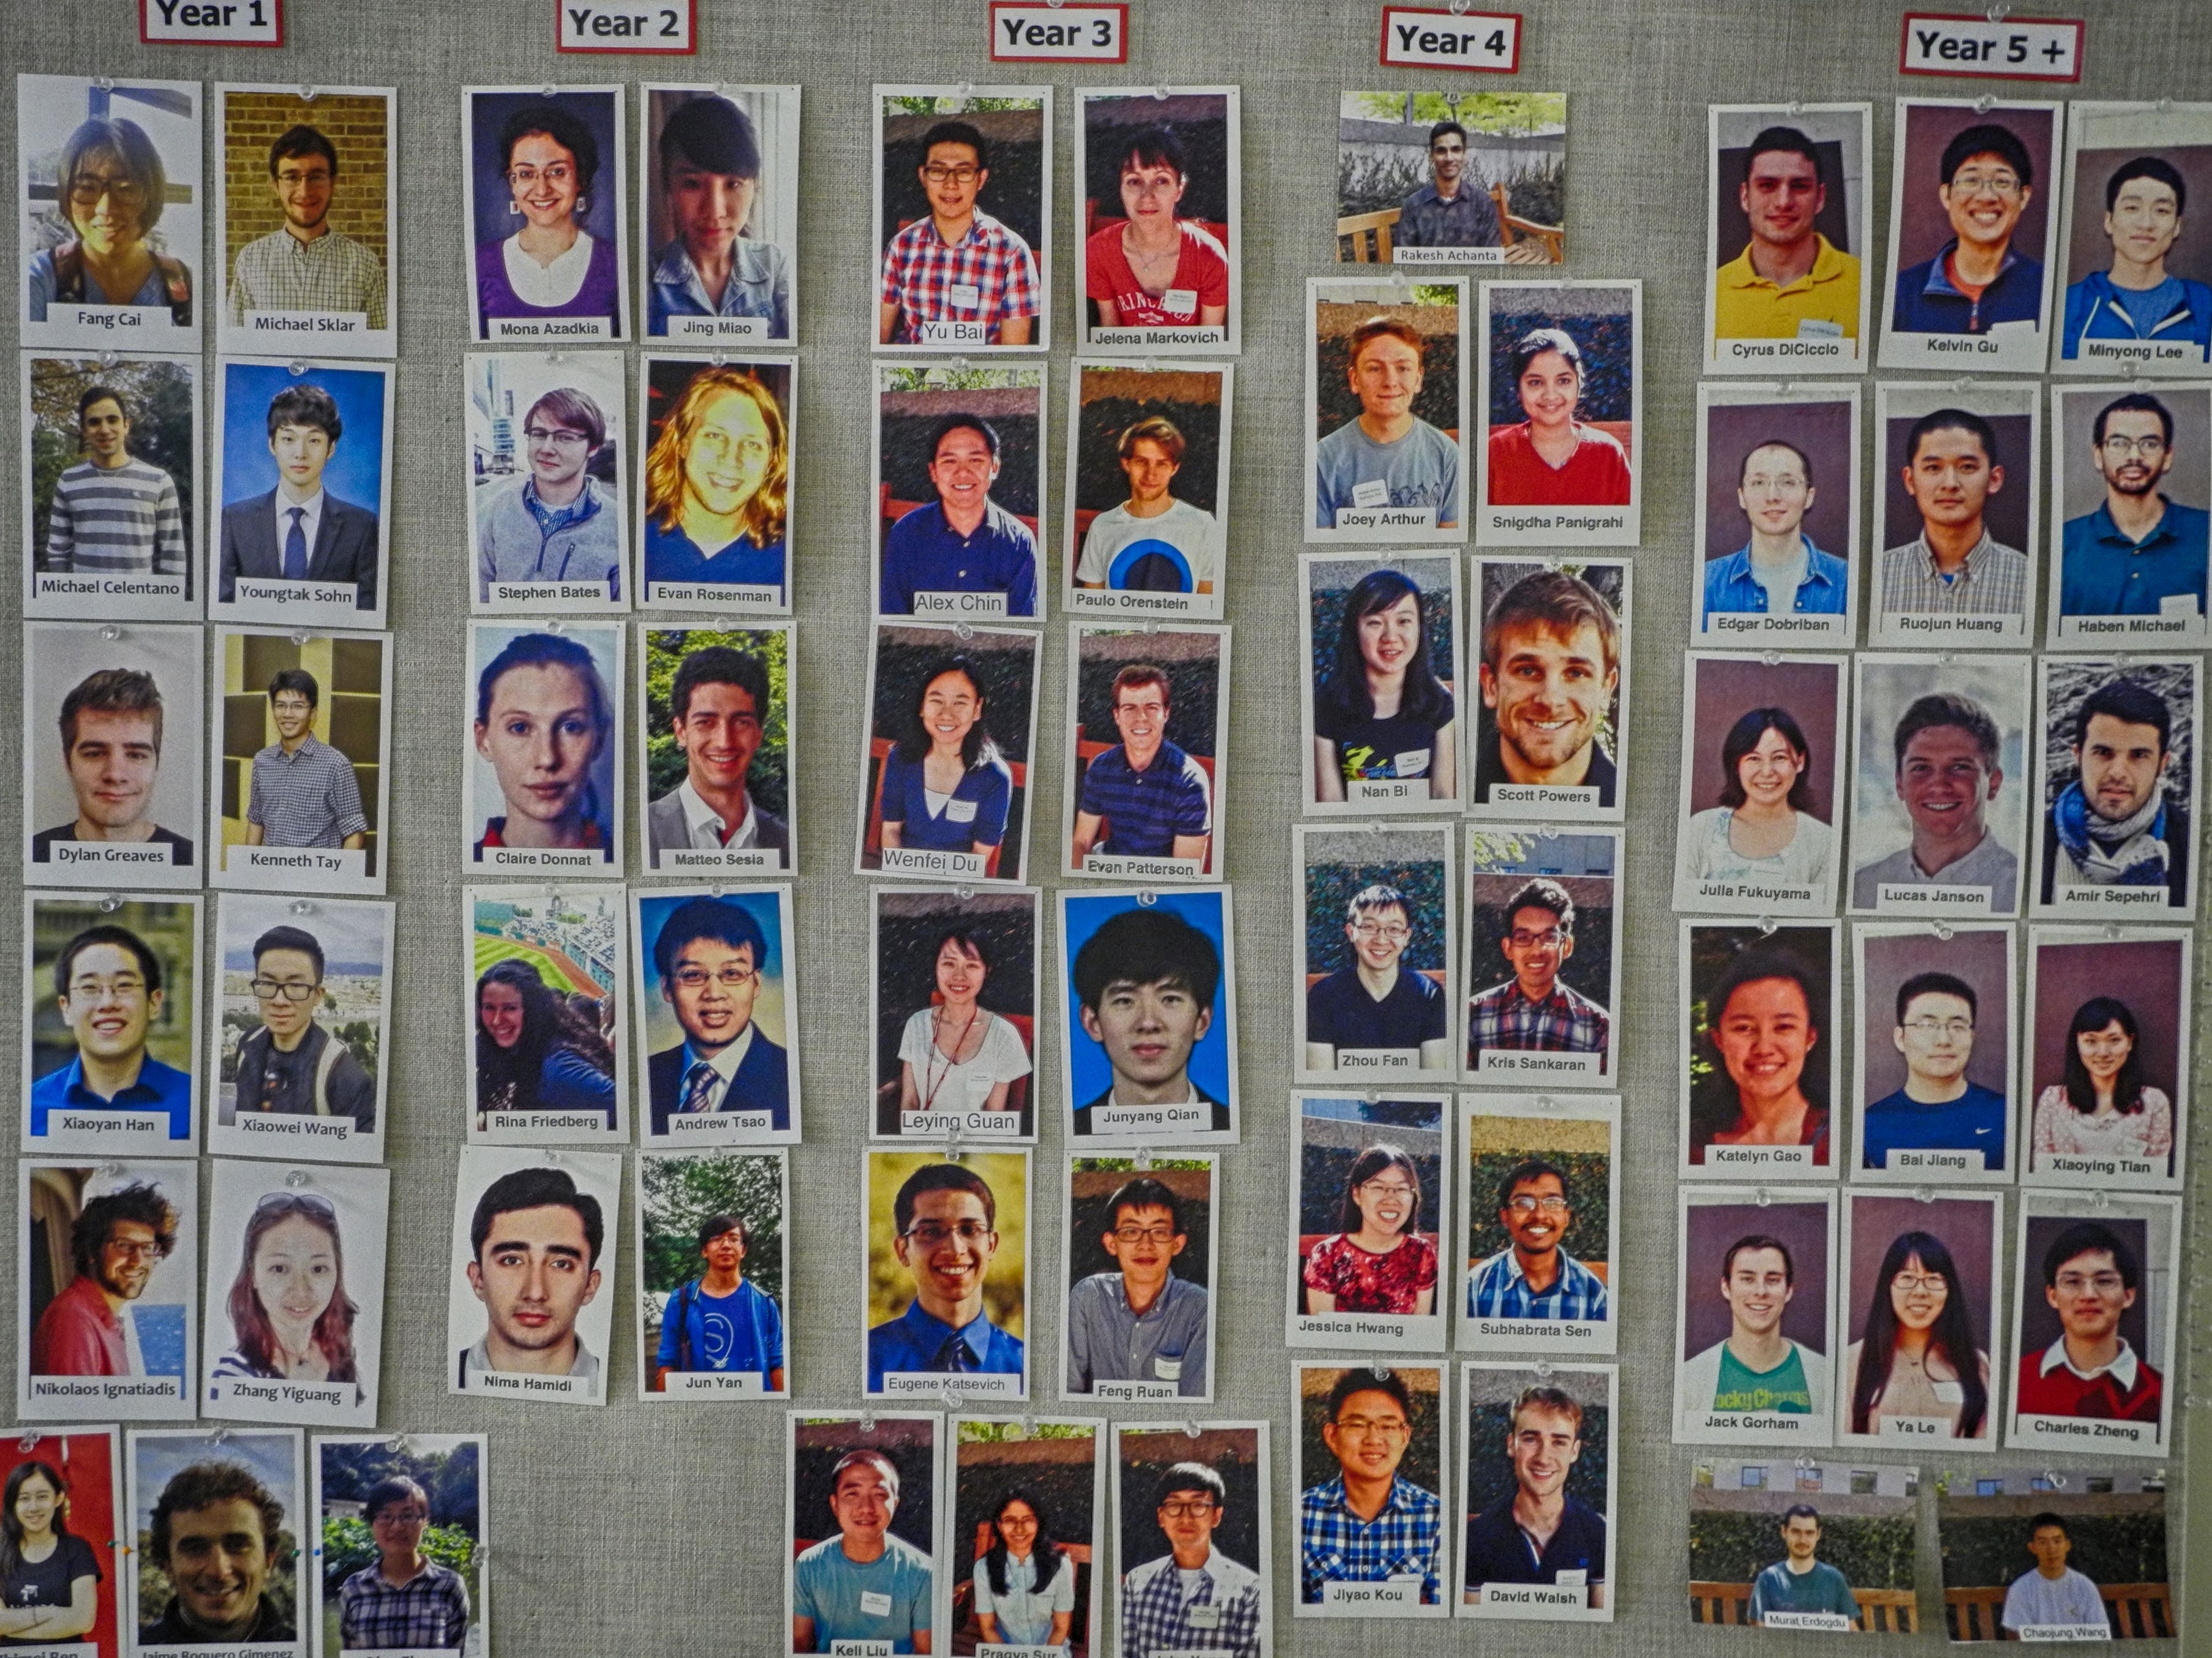 Year 1
Fang Cai
Michael Sklar
Michael Celentano
Youngtak Sohn
Dylan Greaves
Kenneth Tay
Xiaoyan Han
Xiaowei Wang
Nikolaos Ignatiadis
Zhang Yiguang
Ren
Jaime Roquero Gimenez
Year 2
Mona Azadkia
Jing Miao
Stephen Bates
Evan Rosenman
Claire Donnat
Matteo Sesia
Rina Friedberg
Andrew Tsao
Nima Hamidi
Jun Yan
Year 3
Yu Bai
Jelena Markovich
Alex Chin
Paulo Orenstein
Wenfei Du
Evan Patterson
Leying Guan
Junyang Qian
Eugene Katsevich
Feng Ruan
Keli Liu
Pragya Sur
Year 4
Rakesh Achanta
Joey Arthur
Snigdha Panigrahi
Nan Bi
Scott Powers
Zhou Fan
Kris Sankaran
Jessica Hwang
Subhabrata Sen
Jiyao Kou
David Walsh
Year 5 +
Cyrus DiCiccio
Kelvin Gu
Minyong Lee
Edgar Dobriban
Ruojun Huang
Haben Michael
Julia Fukuyama
Lucas Janson
Amir Sepehri
Katelyn Gao
Bai Jiang
Xiaoying Tian
Jack Gorham
Ya Le
Charles Zheng
Murat Erdogdu
Chaojung Wang